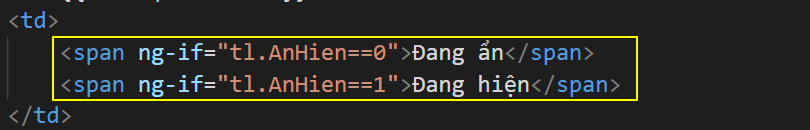 <td>
<span ng-if="tl.AnHien==0">Đang ẩn</span>
<span ng-if="tl.AnHien==1">Đang hiện</span>
</td>